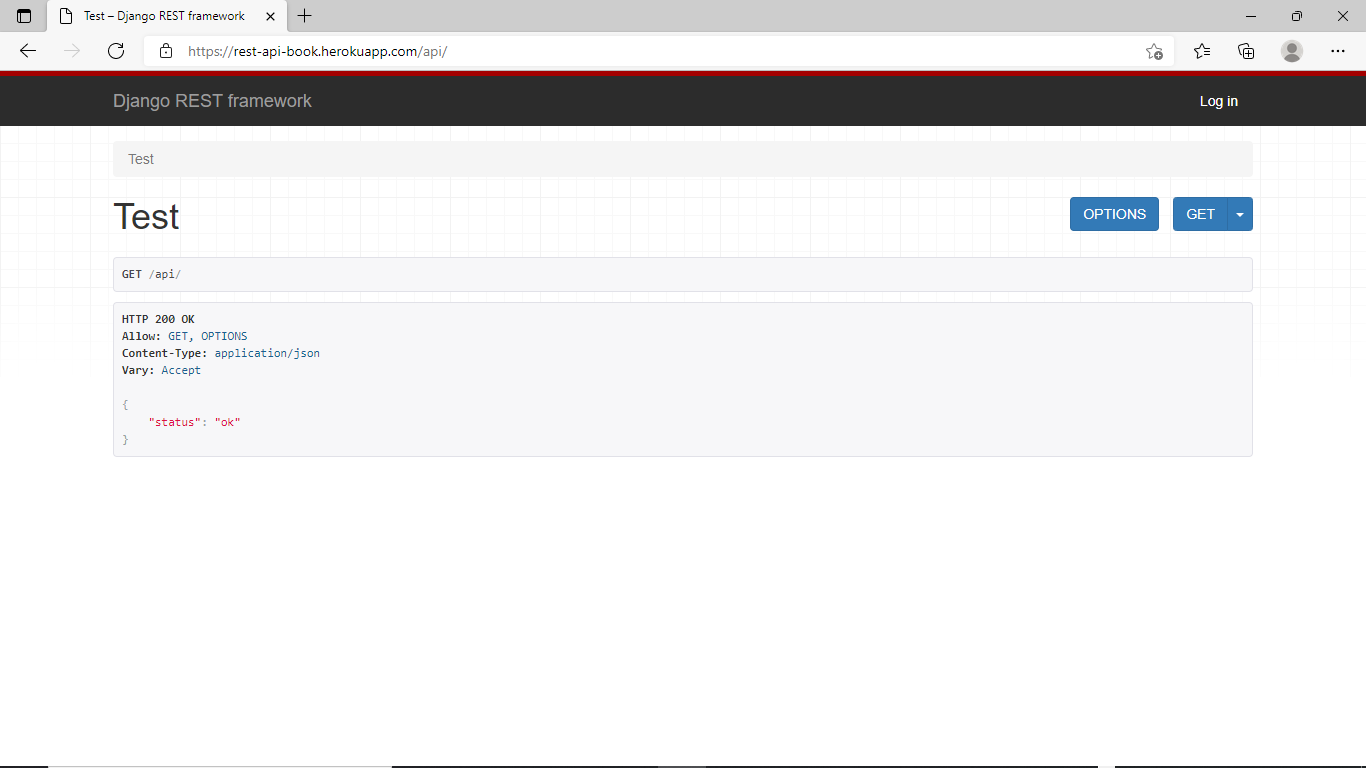 Test – Django REST framework
https://rest-api-book.herokuapp.com/api/
Django REST framework
Log in
Test
Test
OPTIONS
GET
GET /api/
HTTP 200 OK
Allow: GET, OPTIONS
Content-Type: application/json
Vary: Accept
{
"status": "ok"
}